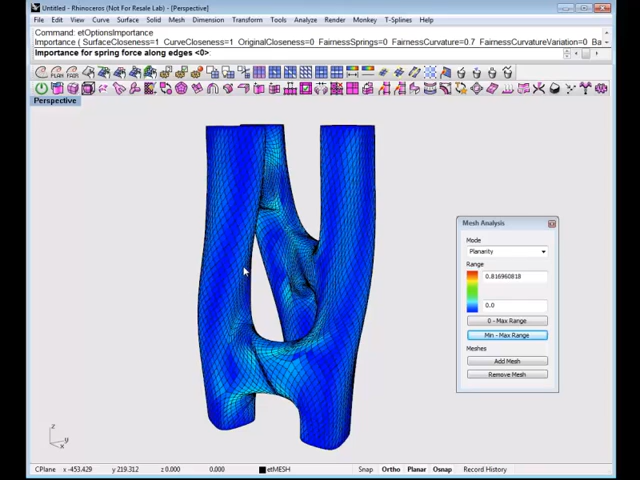 Untitled - Rhinoceros (Not For Resale Lab) - [Perspective]
File Edit View Curve Surface Solid Mesh Dimension Transform Tools Analyze Render Monkey T-Splines Help
Command: etOptionsImportance
Importance ( SurfaceCloseness=1 CurveCloseness=1 OriginalCloseness=0 FairnessSprings=0 FairnessCurvature=0.7 FairnessCurvatureVariation=0 Ba
Importance for spring force along edges <0>:
Perspective
Mesh Analysis
Mode
Planarity
Range
0.816960818
0.0
0 - Max Range
Min - Max Range
Meshes
Add Mesh
Remove Mesh
z
y
x
CPlane x -453.429 y 219.312 z 0.000 0.000 etMESH Snap Ortho Planar Osnap Record History